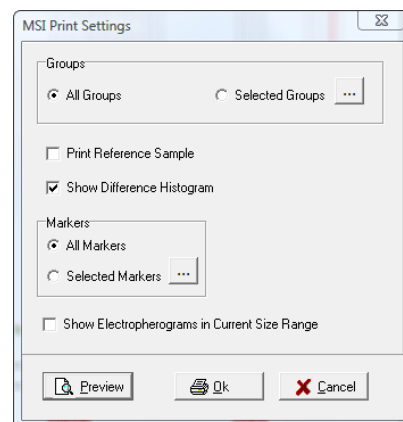 MSI Print Settings
Groups
All Groups Selected Groups ...
Print Reference Sample
Show Difference Histogram
Markers
All Markers
Selected Markers ...
Show Electropherograms in Current Size Range
Preview Ok Cancel